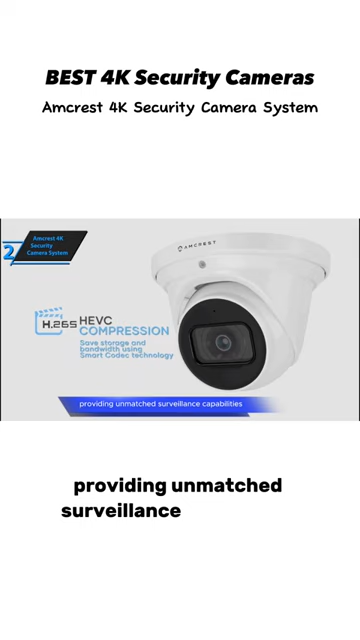 BEST 4K Security Cameras
Amcrest 4K Security Camera System
2
Amcrest 4K
Security
Camera System
AMCREST
H.265
HEVC
COMPRESSION
Save storage and
bandwidth using
Smart Codec technology
providing unmatched surveillance capabilities
providing unmatched
surveillance